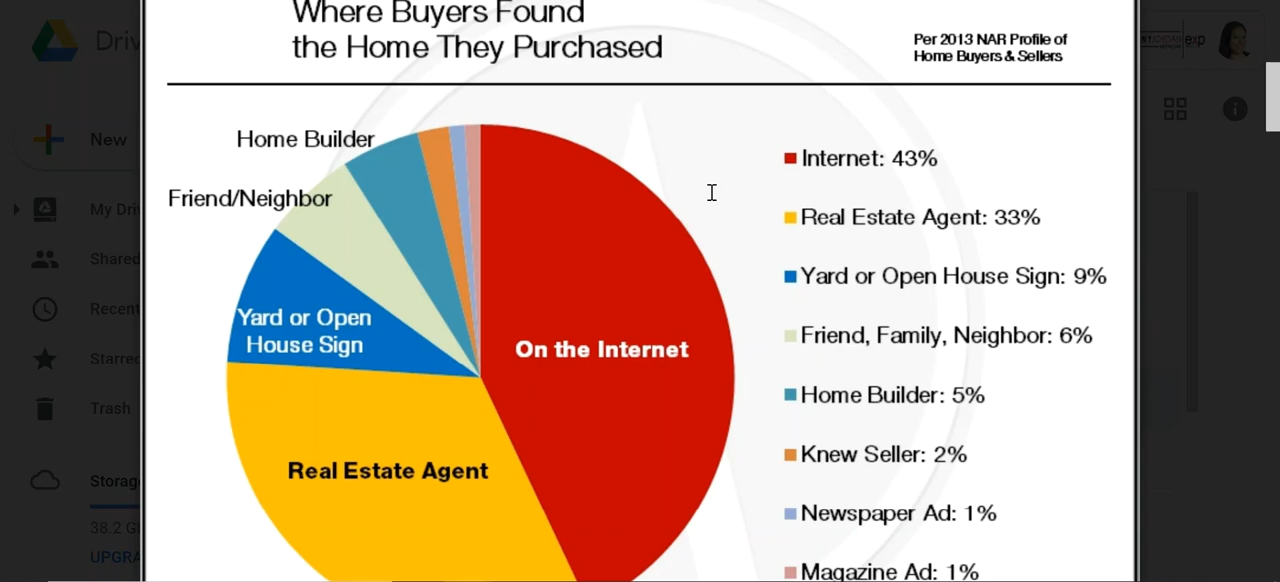 Where Buyers Found
the Home They Purchased
Per 2013 NAR Profile of
Home Buyers & Sellers
Driv
exp
New
My Driv
Shared
Recent
Starred
Trash
Storage
38.2 GB
UPGRA
Home Builder
Friend/Neighbor
Yard or Open
House Sign
On the Internet
Real Estate Agent
Internet: 43%
Real Estate Agent: 33%
Yard or Open House Sign: 9%
Friend, Family, Neighbor: 6%
Home Builder: 5%
Knew Seller: 2%
Newspaper Ad: 1%
Magazine Ad: 1%